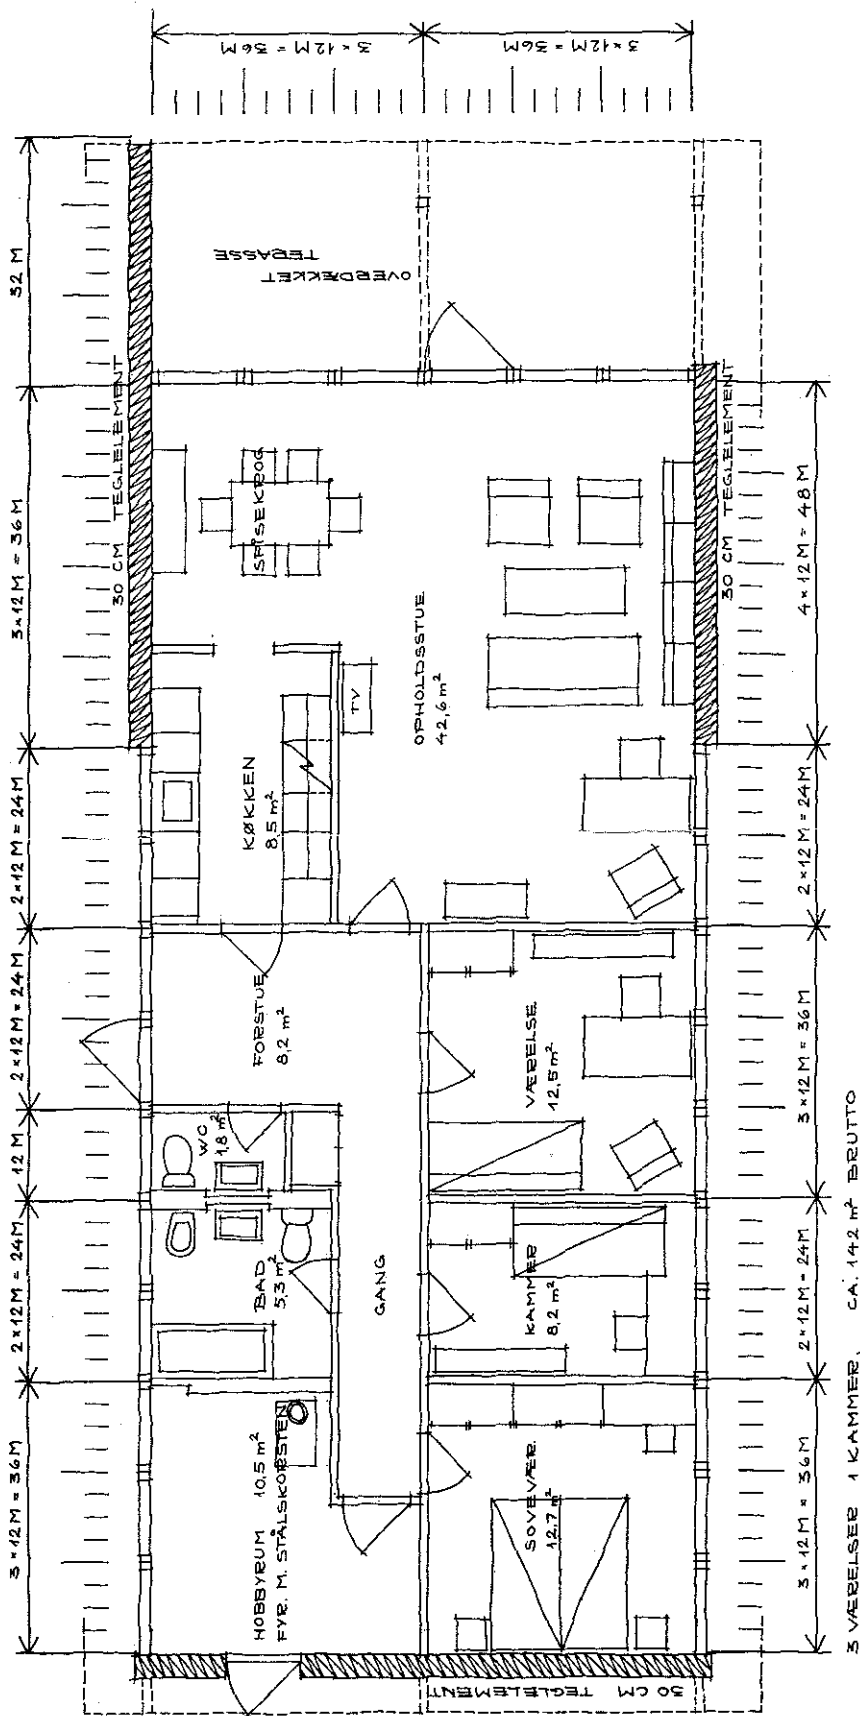 3×12M = 36M
3×12M = 36M
32 M
3×12M = 36M
2×12M = 24M
2×12M = 24M
12 M
2×12M = 24M
3×12M = 36M
30 CM TEGLELEMENT
OVERDÆKKET
TERASSE
SPISEKROG
30 CM TEGLELEMENT
OPHOLDSSTUE
42,6 m²
TV
KØKKEN
8,5 m²
FORSTUE
8,2 m²
VÆRELSE
12,5 m²
WC
1,8 m²
BAD
5,3 m²
GANG
KAMMER
8,2 m²
HOBBYRUM 10,5 m²
FYR. M. STÅLSKORSTEN
SOVEVÆR.
12,7 m²
30 CM TEGLELEMENT
4×12M = 48M
2×12M = 24M
3×12M = 36M
2×12M = 24M
3×12M = 36M
3 VÆRELSER 1 KAMMER. CA. 142 m² BRUTTO